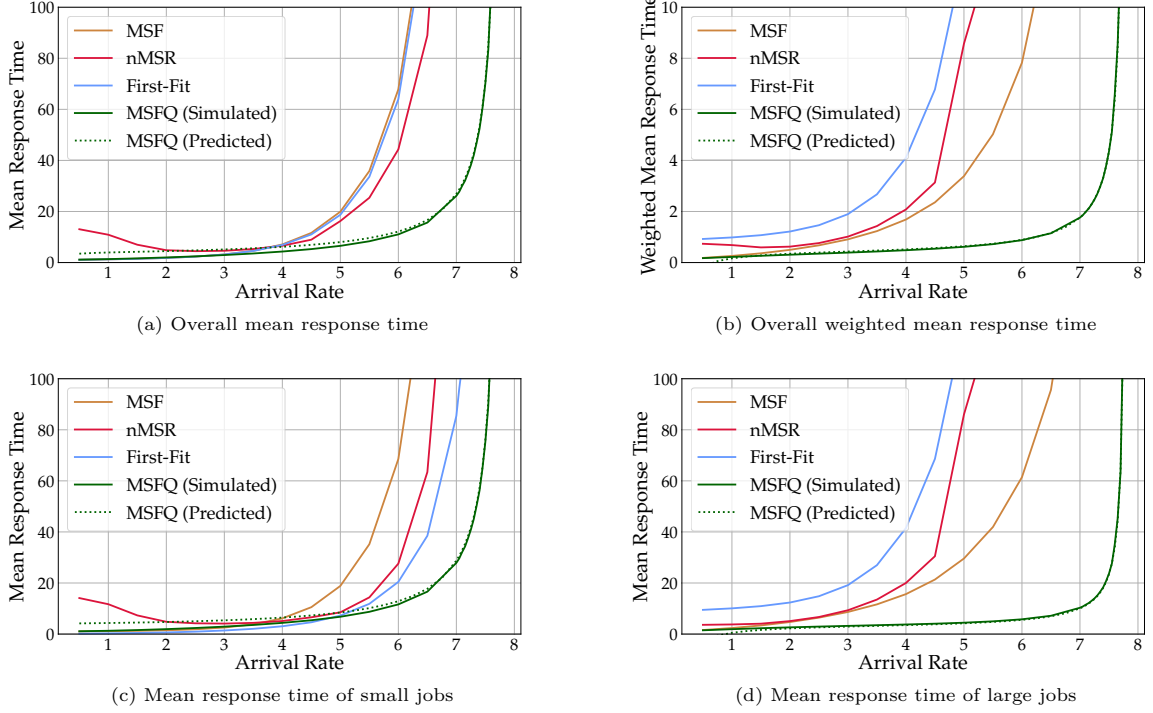 100
80
60
40
20
0
Mean Response Time
MSF
nMSR
First-Fit
MSFQ (Simulated)
MSFQ (Predicted)
1 2 3 4 5 6 7 8
Arrival Rate
(a) Overall mean response time
10
8
6
4
2
0
Weighted Mean Response Time
MSF
nMSR
First-Fit
MSFQ (Simulated)
MSFQ (Predicted)
1 2 3 4 5 6 7 8
Arrival Rate
(b) Overall weighted mean response time
100
80
60
40
20
0
Mean Response Time
MSF
nMSR
First-Fit
MSFQ (Simulated)
MSFQ (Predicted)
1 2 3 4 5 6 7 8
Arrival Rate
(c) Mean response time of small jobs
100
80
60
40
20
0
Mean Response Time
MSF
nMSR
First-Fit
MSFQ (Simulated)
MSFQ (Predicted)
1 2 3 4 5 6 7 8
Arrival Rate
(d) Mean response time of large jobs